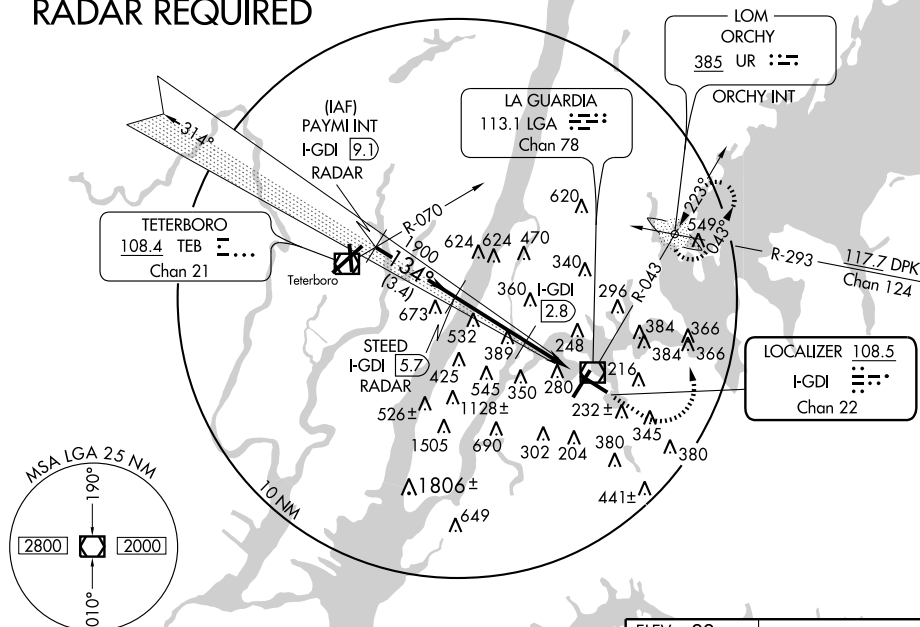 RADAR REQUIRED
LOM
ORCHY
385 UR
ORCHY INT
(IAF)
PAYMI INT
I-GDI 9.1
RADAR
LA GUARDIA
113.1 LGA
Chan 78
314°
TETERBORO
108.4 TEB
Chan 21
Teterboro
R-070
1900
134°
(3.4)
620
624
624
470
340
360
I-GDI
2.8
296
R-043
223°
043°
549
R-293
117.7 DPK
Chan 124
673
532
389
248
384
384
366
366
STEED
I-GDI 5.7
RADAR
425
545
350
280
216
LOCALIZER 108.5
I-GDI
Chan 22
526±
1128±
232±
345
1505
690
302
204
380
380
1806±
441±
649
10 NM
MSA LGA 25 NM
190°
2800
2000
010°